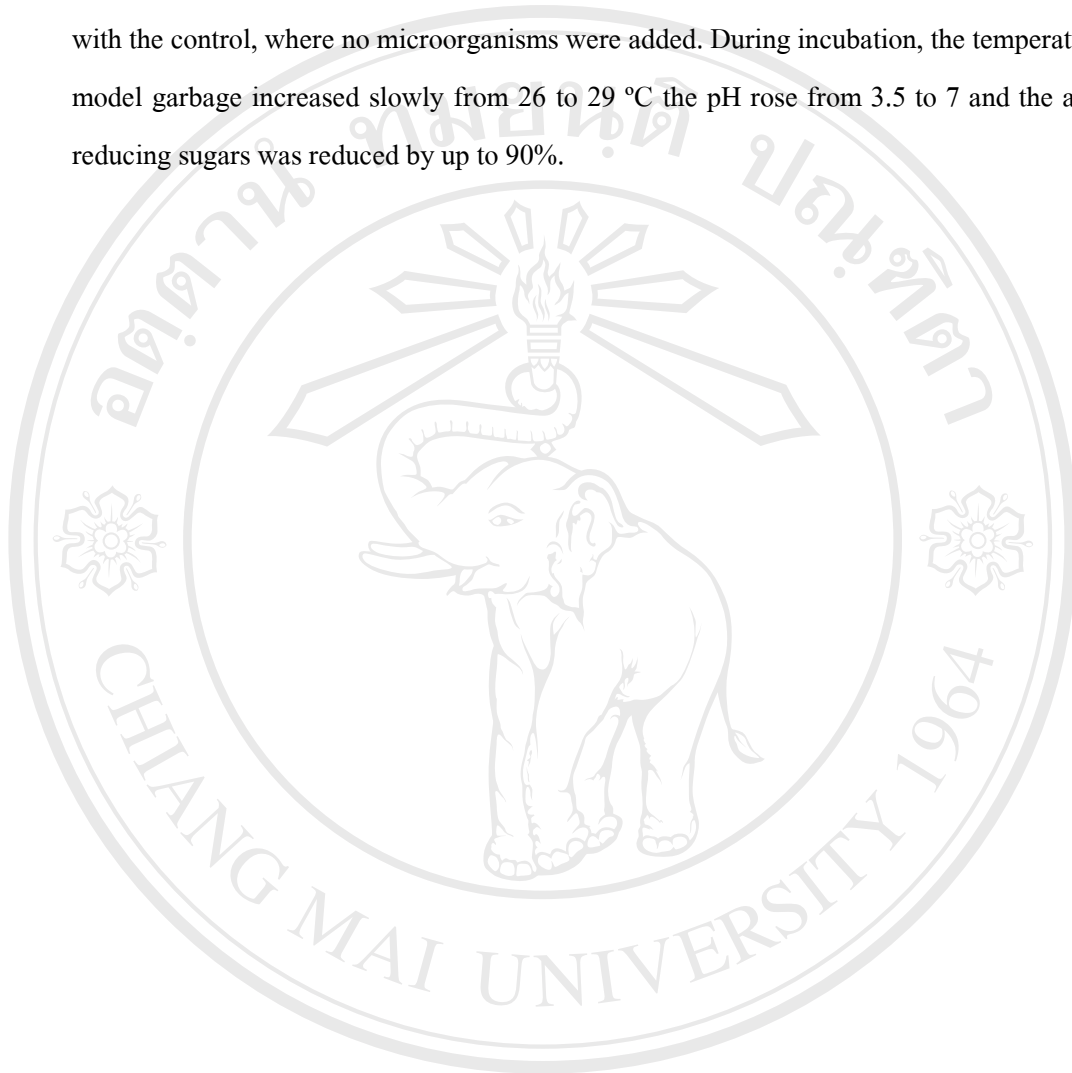 with the control, where no microorganisms were added. During incubation, the
model garbage increased slowly from 26 to 29 ºC the pH rose from 3.5 to 7 and the
reducing sugars was reduced by up to 90%.
CHIANG MAI UNIVERSITY 1964